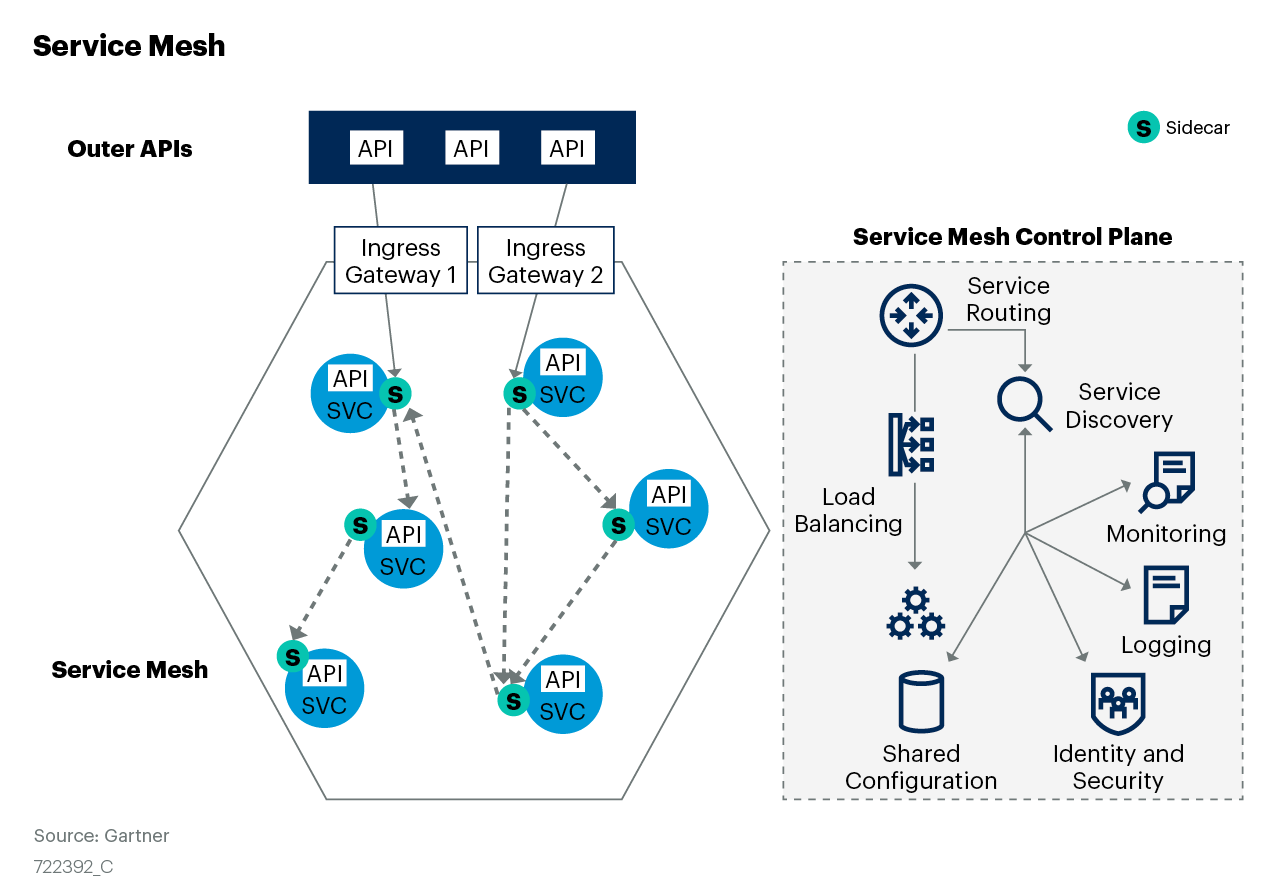 Service Mesh
Outer APIs
API
API
API
S
Sidecar
Ingress
Gateway 1
Ingress
Gateway 2
API
SVC
S
S
API
SVC
S
API
SVC
S
API
SVC
Service Mesh
S
API
SVC
S
API
SVC
Service Mesh Control Plane
Service
Routing
Service
Discovery
Load
Balancing
Monitoring
Logging
Shared
Configuration
Identity and
Security
Source: Gartner
722392_C